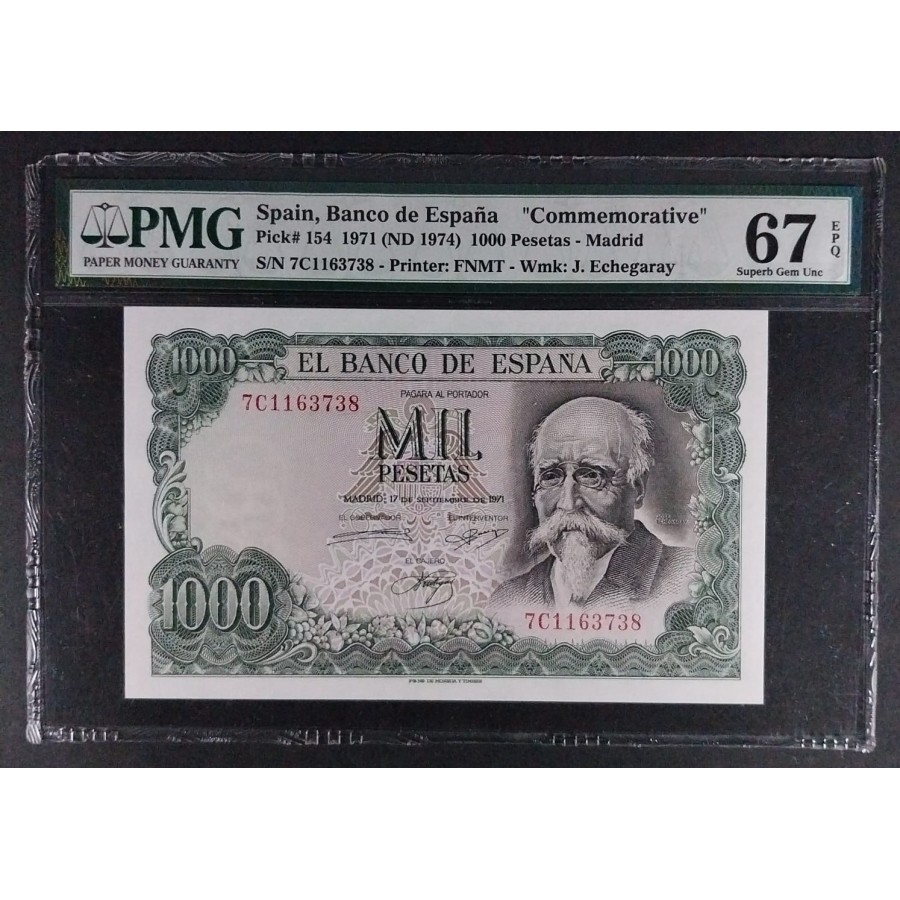 PMG
PAPER MONEY GUARANTY
Spain, Banco de España "Commemorative"
Pick# 154 1971 (ND 1974) 1000 Pesetas - Madrid
S/N 7C1163738 - Printer: FNMT - Wmk: J. Echegaray
67
EPQ
Superb Gem Unc
1000
EL BANCO DE ESPAÑA
1000
PAGARA AL PORTADOR
7C1163738
MIL
PESETAS
MADRID, 17 DE SEPTIEMBRE DE 1971
EL GOBERNADOR
EL INTERVENTOR
EL CAJERO
1000
7C1163738